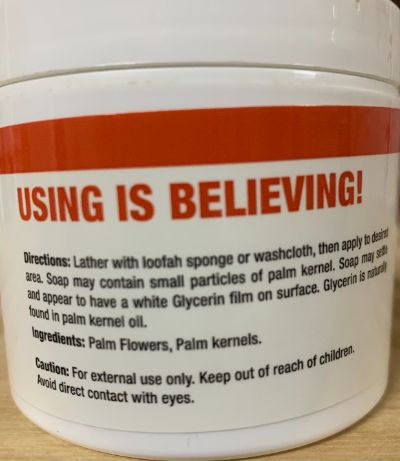 USING IS BELIEVING!
Directions: Lather with loofah sponge or washcloth, then apply to desired
area. Soap may contain small particles of palm kernel. Soap may settle
and appear to have a white Glycerin film on surface. Glycerin is naturally
found in palm kernel oil.
Ingredients: Palm Flowers, Palm kernels.
Caution: For external use only. Keep out of reach of children.
Avoid direct contact with eyes.